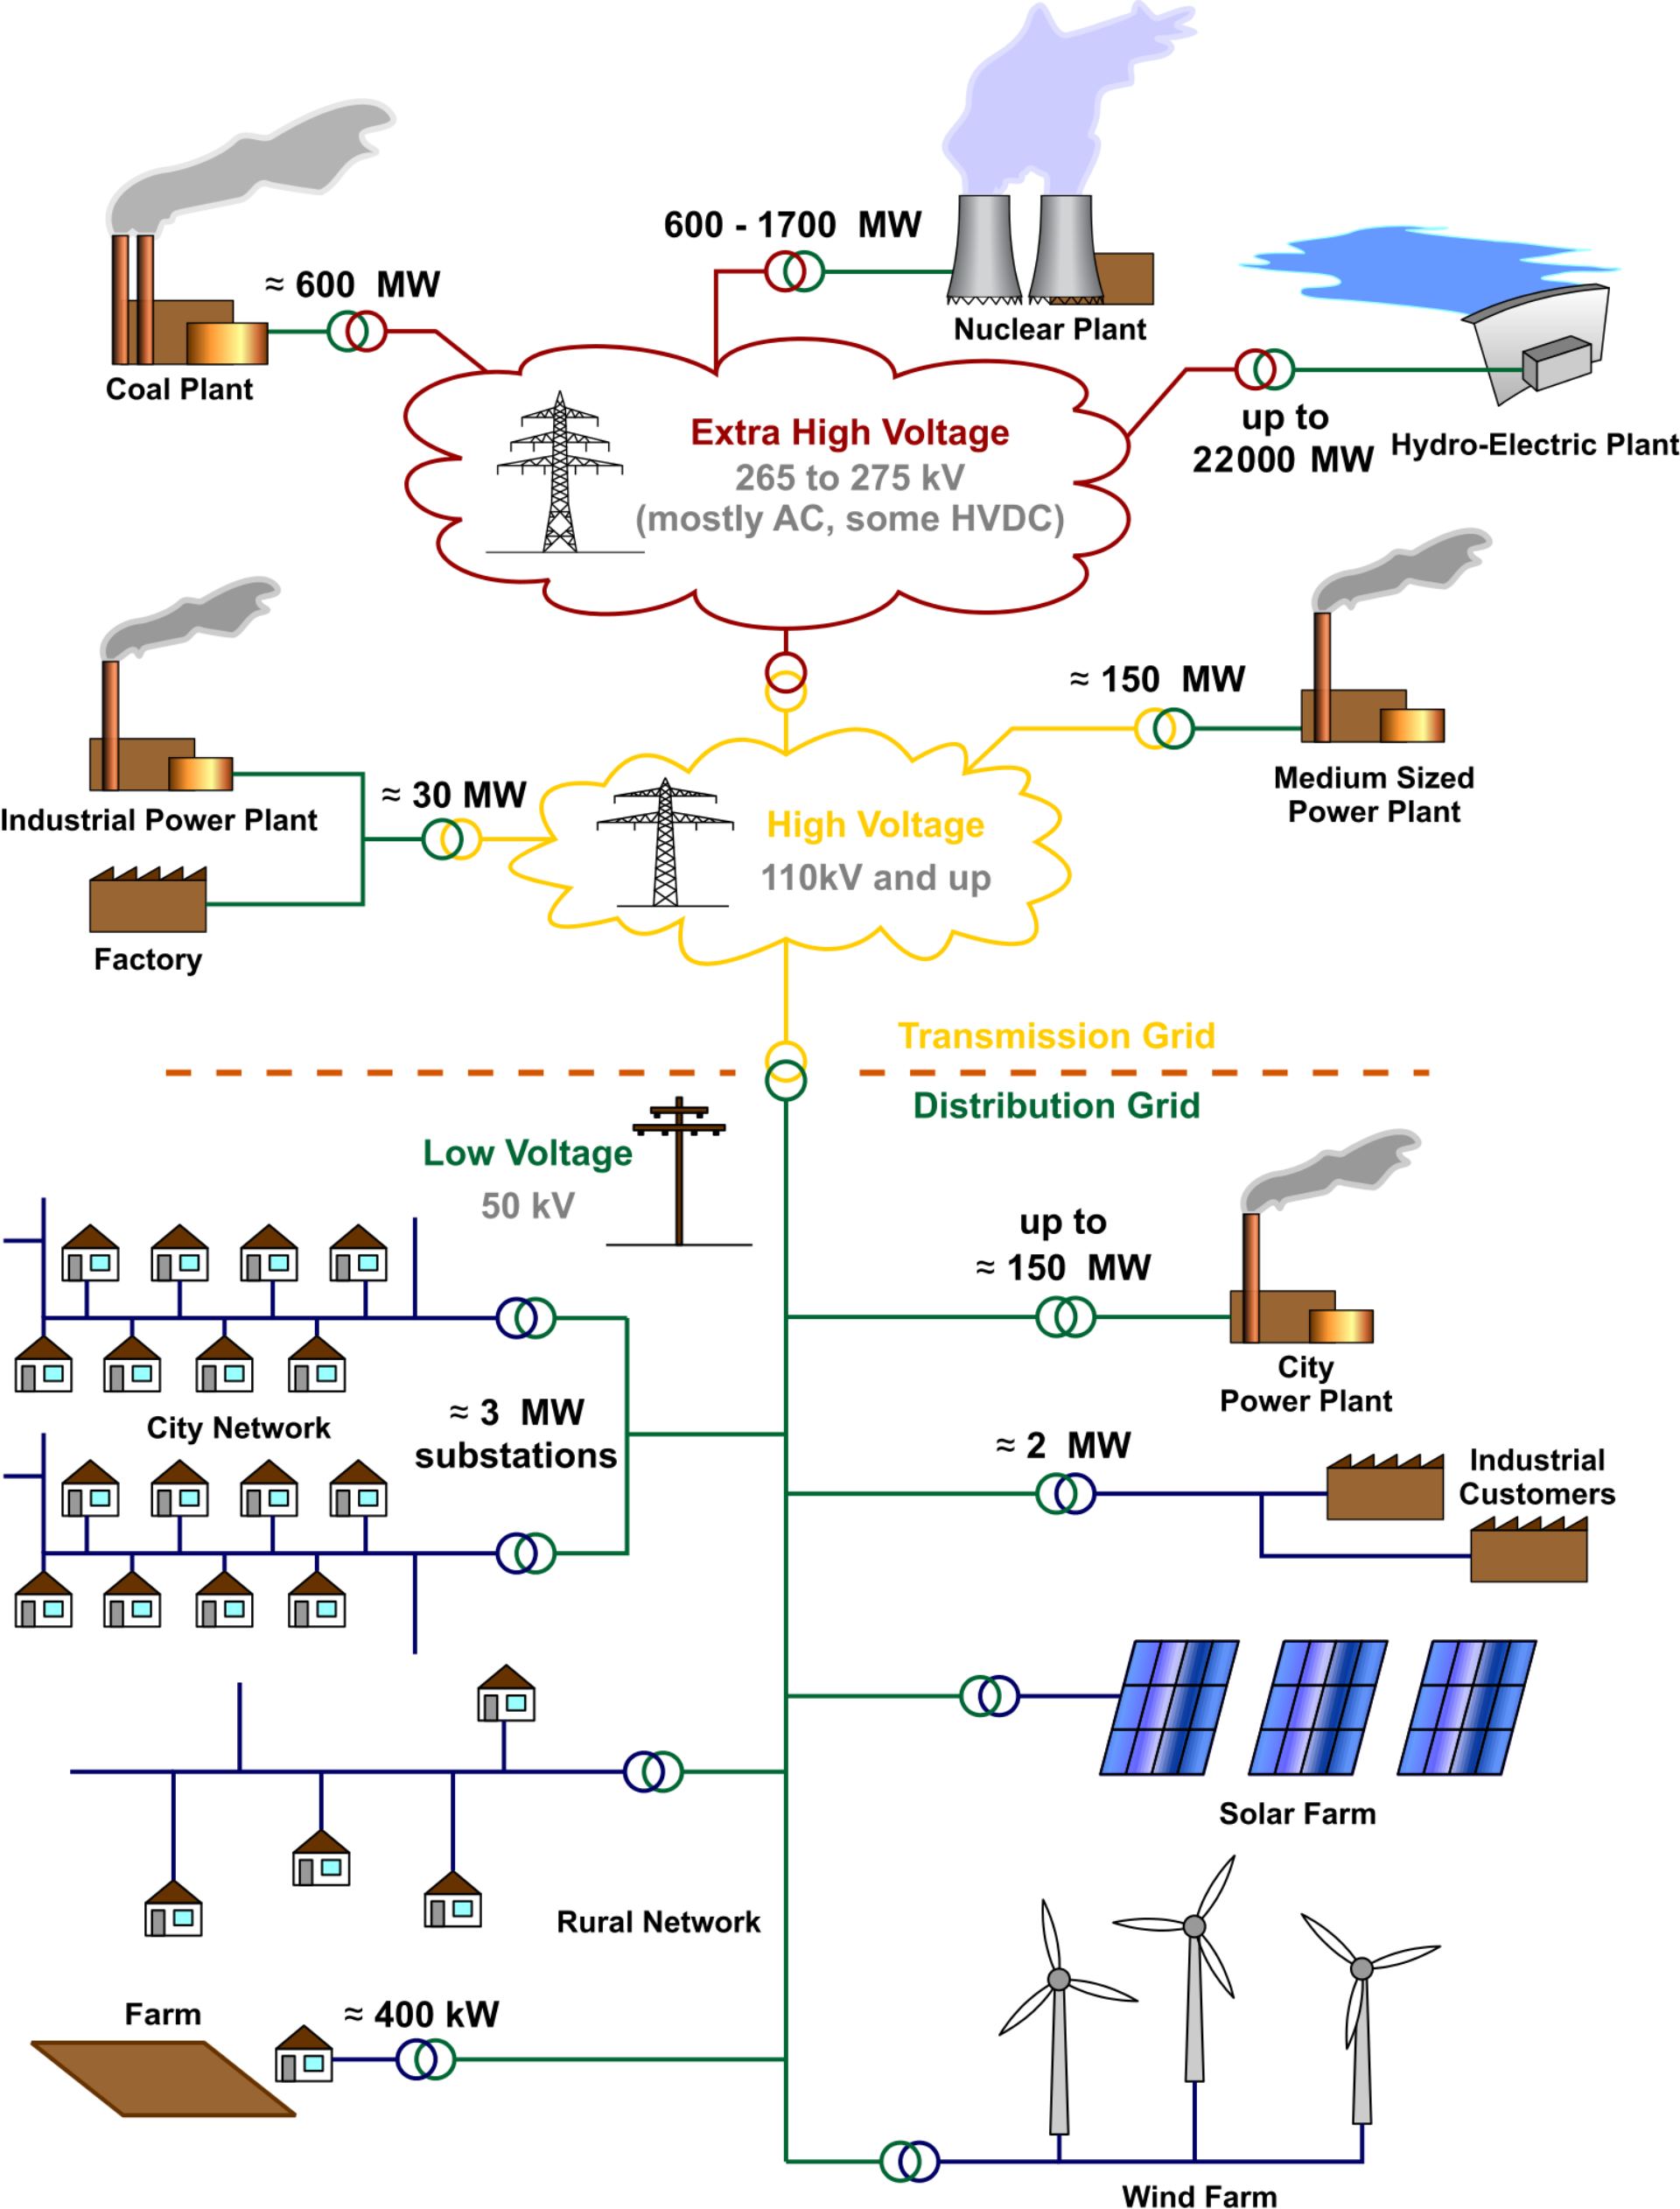 600 - 1700  MW
≈ 600  MW
Nuclear Plant
Coal Plant
up to
22000 MW
Hydro-Electric Plant
Extra High Voltage
265 to 275 kV
(mostly AC, some HVDC)
≈ 150  MW
Medium Sized
Power Plant
≈ 30 MW
Industrial Power Plant
High Voltage
110kV and up
Factory
Transmission Grid
Distribution Grid
Low Voltage
50 kV
up to
≈ 150  MW
City
Power Plant
City Network
≈ 3  MW
substations
≈ 2  MW
Industrial
Customers
Solar Farm
Rural Network
Farm
≈ 400 kW
Wind Farm